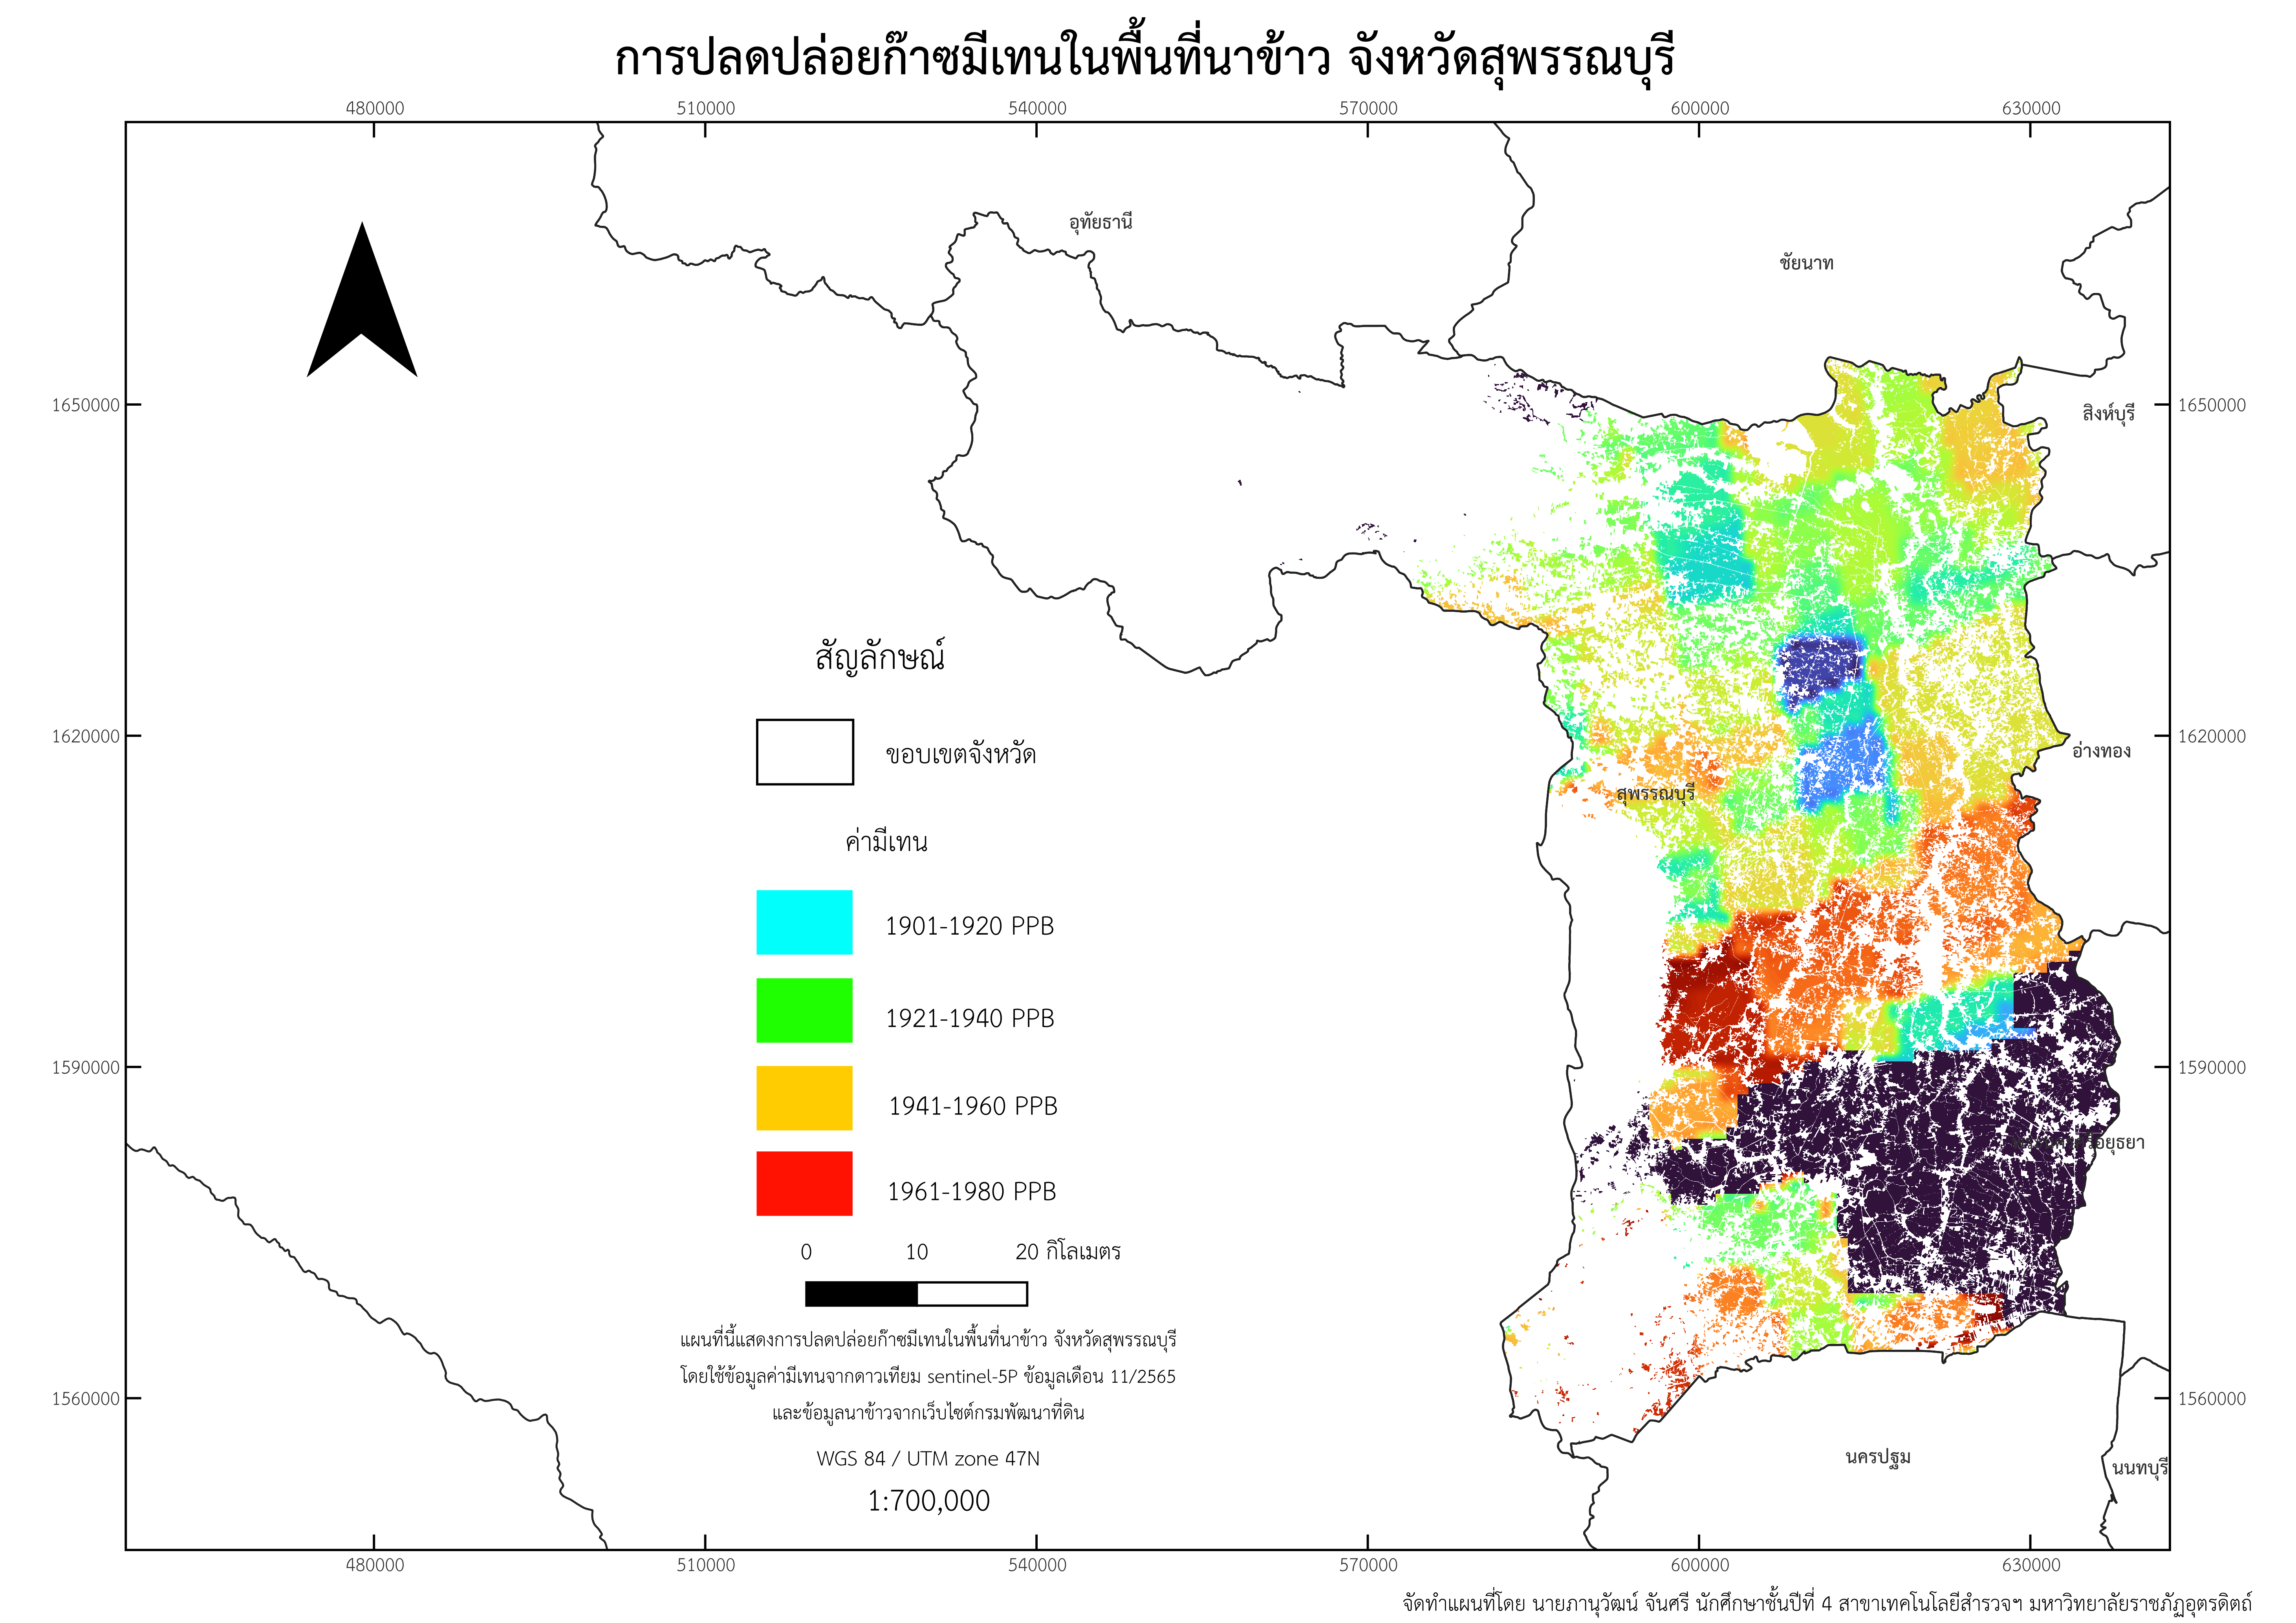 การปลดปล่อยก๊าซมีเทนในพื้นที่นาข้าว จังหวัดสุพรรณบุรี
480000 510000 540000 570000 600000 630000
อุทัยธานี
ชัยนาท
1650000 1650000
สิงห์บุรี
สัญลักษณ์
ขอบเขตจังหวัด
1620000 1620000
อ่างทอง
สุพรรณบุรี
ค่ามีเทน
1901-1920 PPB
1921-1940 PPB
1590000 1590000
1941-1960 PPB
1961-1980 PPB
0 10 20 กิโลเมตร
แผนที่นี้แสดงการปลดปล่อยก๊าซมีเทนในพื้นที่นาข้าว จังหวัดสุพรรณบุรี
โดยใช้ข้อมูลค่ามีเทนจากดาวเทียม sentinel-5P ข้อมูลเดือน 11/2565
1560000 1560000
และข้อมูลนาข้าวจากเว็บไซต์กรมพัฒนาที่ดิน
WGS 84 / UTM zone 47N
นครปฐม
นนทบุรี
1:700,000
480000 510000 540000 570000 600000 630000
จัดทำแผนที่โดย นายภานุวัฒน์ จันศรี นักศึกษาชั้นปีที่ 4 สาขาเทคโนโลยีสำรวจฯ มหาวิทยาลัยราชภัฏอุตรดิตถ์